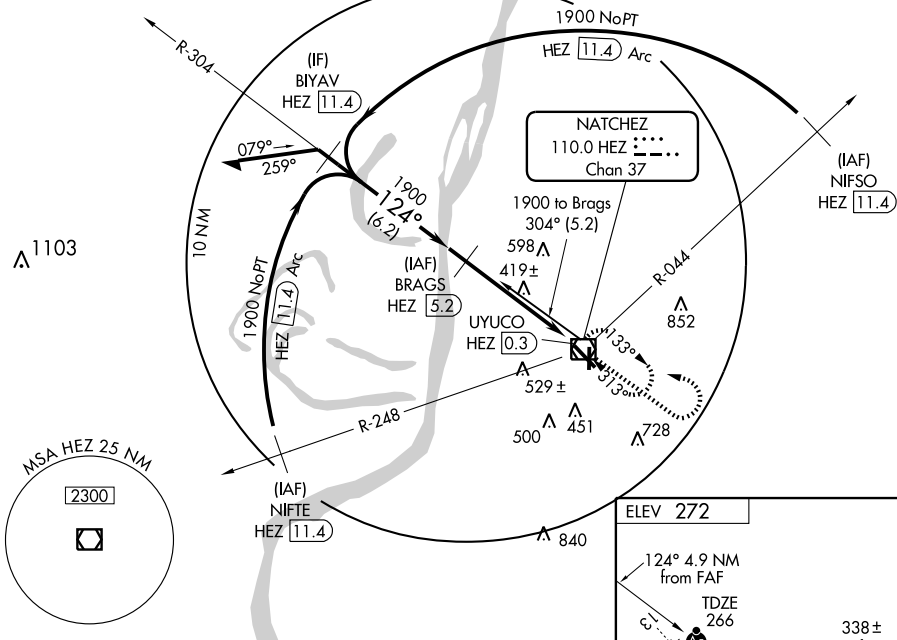 1900 NoPT
HEZ 11.4 Arc
R-304
(IF)
BIYAV
HEZ 11.4
NATCHEZ
110.0 HEZ
Chan 37
079°
259°
(IAF)
NIFSO
HEZ 11.4
1900
124°
(6.2)
1900 to Brags
304° (5.2)
10 NM
1103
598
419±
(IAF)
BRAGS
HEZ 5.2
R-044
1900 NoPT
HEZ 11.4 Arc
852
UYUCO
HEZ 0.3
133°
313°
529±
R-248
500
451
728
MSA HEZ 25 NM
2300
(IAF)
NIFTE
HEZ 11.4
840
ELEV 272
124° 4.9 NM
from FAF
TDZE
266
13
338±